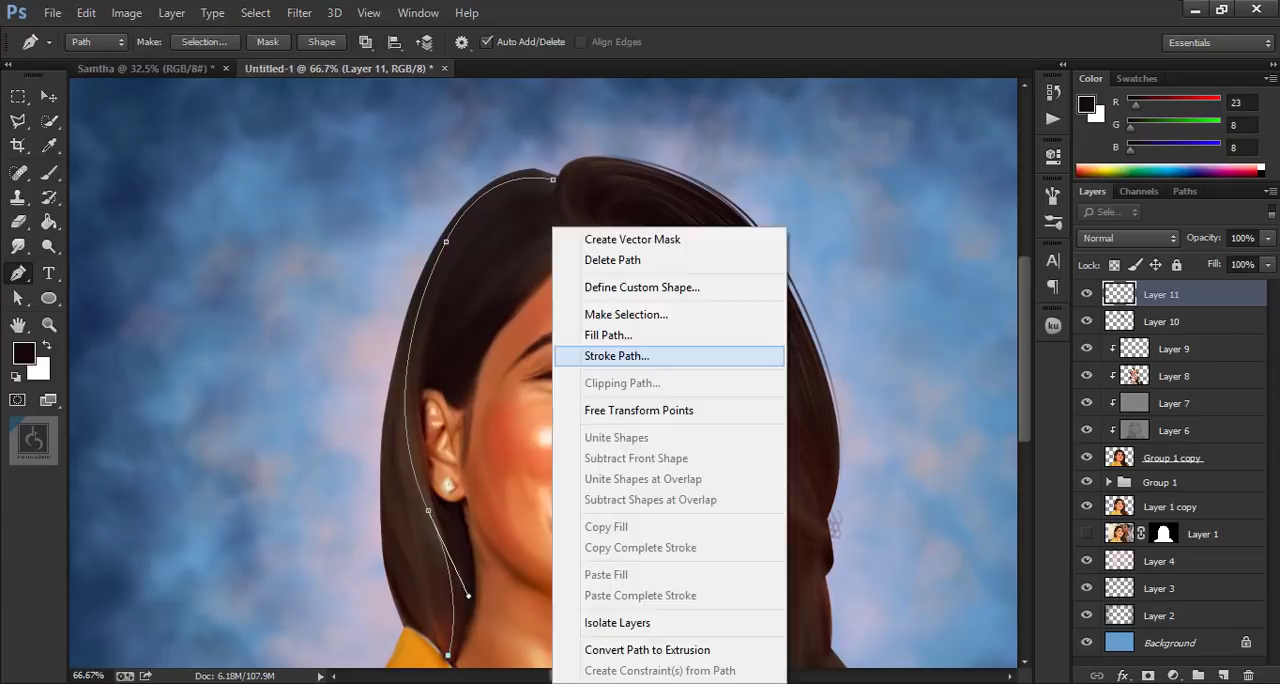 Ps File Edit Image Layer Type Select Filter 3D View Window Help
Path Make: Selection... Mask Shape Auto Add/Delete Align Edges Essentials
Samtha @ 32.5% (RGB/8#) * × Untitled-1 @ 66.7% (Layer 11, RGB/8) * ×
Color Swatches
R 23
G 8
B 8
Layers Channels Paths
Sele...
Normal Opacity: 100%
Lock: Fill: 100%
Layer 11
Layer 10
Layer 9
Layer 8
Layer 7
Layer 6
Group 1 copy
Group 1
Layer 1 copy
Layer 1
Layer 4
Layer 3
Layer 2
Background
Create Vector Mask
Delete Path
Define Custom Shape...
Make Selection...
Fill Path...
Stroke Path...
Clipping Path...
Free Transform Points
Unite Shapes
Subtract Front Shape
Unite Shapes at Overlap
Subtract Shapes at Overlap
Copy Fill
Copy Complete Stroke
Paste Fill
Paste Complete Stroke
Isolate Layers
Convert Path to Extrusion
Create Constraint(s) from Path
T
A
ku
fx
66.67% Doc: 6.18M/107.9M